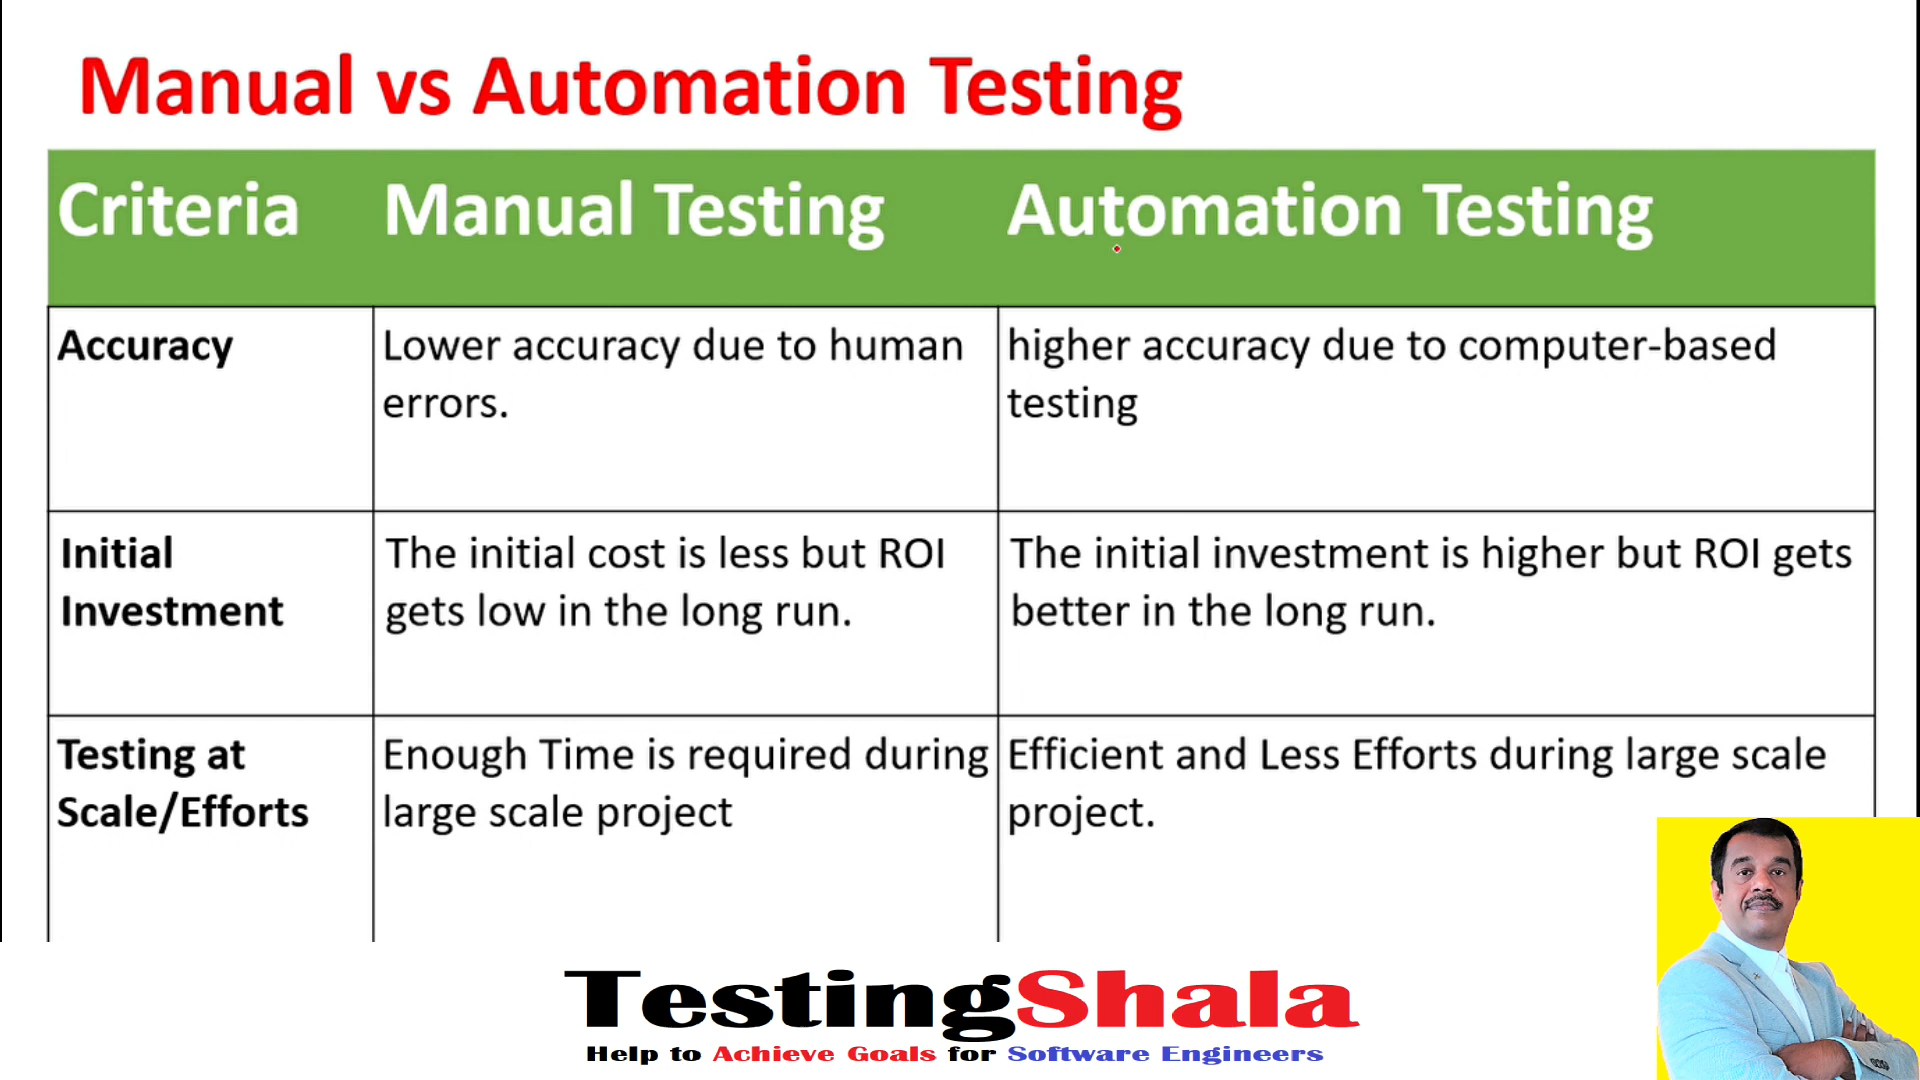 Manual vs Automation Testing
Criteria Manual Testing Automation Testing
Accuracy
Lower accuracy due to human
errors.
higher accuracy due to computer-based
testing
Initial
Investment
The initial cost is less but ROI
gets low in the long run.
The initial investment is higher but ROI gets
better in the long run.
Testing at
Scale/Efforts
Enough Time is required during
large scale project
Efficient and Less Efforts during large scale
project.
TestingShala
Help to Achieve Goals for Software Engineers